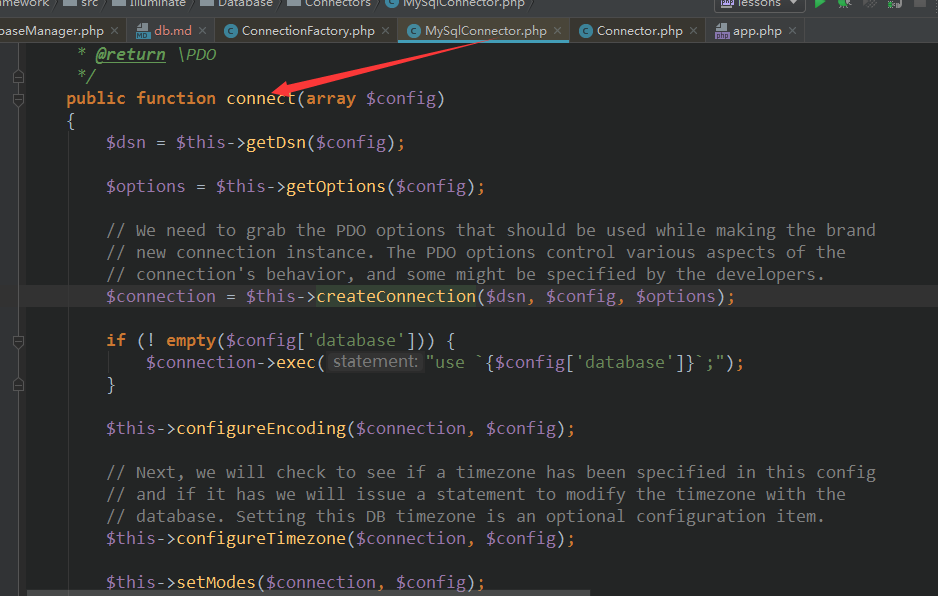 src Illuminate Database Connectors MySqlConnector.php lessons
baseManager.php × db.md × ConnectionFactory.php × MySqlConnector.php × Connector.php × app.php ×
* @return \PDO
*/
public function connect(array $config)
{
$dsn = $this->getDsn($config);
$options = $this->getOptions($config);
// We need to grab the PDO options that should be used while making the brand
// new connection instance. The PDO options control various aspects of the
// connection's behavior, and some might be specified by the developers.
$connection = $this->createConnection($dsn, $config, $options);
if (! empty($config['database'])) {
$connection->exec( statement: "use `{$config['database']}`;");
}
$this->configureEncoding($connection, $config);
// Next, we will check to see if a timezone has been specified in this config
// and if it has we will issue a statement to modify the timezone with the
// database. Setting this DB timezone is an optional configuration item.
$this->configureTimezone($connection, $config);
$this->setModes($connection, $config);